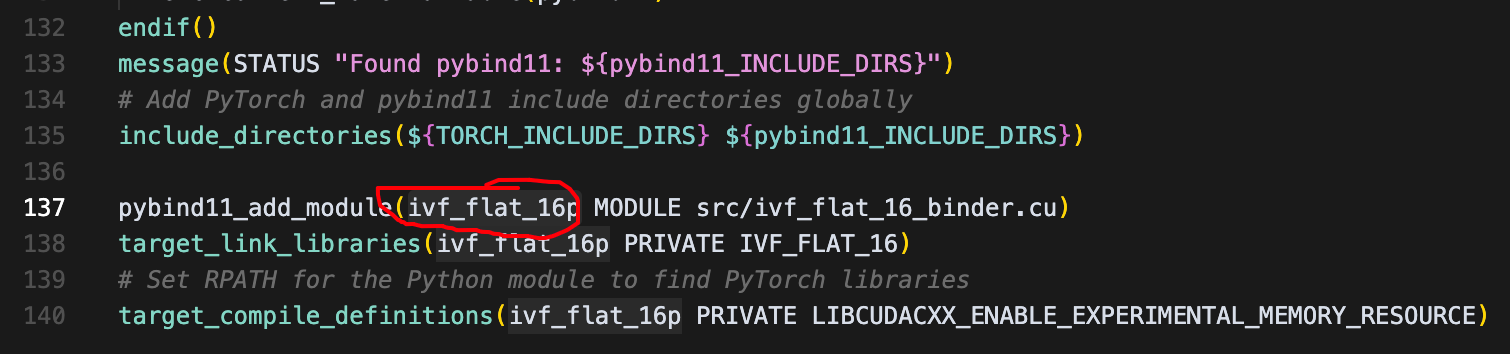 132 endif()
133 message(STATUS "Found pybind11: ${pybind11_INCLUDE_DIRS}")
134 # Add PyTorch and pybind11 include directories globally
135 include_directories(${TORCH_INCLUDE_DIRS} ${pybind11_INCLUDE_DIRS})
136
137 pybind11_add_module(ivf_flat_16p MODULE src/ivf_flat_16_binder.cu)
138 target_link_libraries(ivf_flat_16p PRIVATE IVF_FLAT_16)
139 # Set RPATH for the Python module to find PyTorch libraries
140 target_compile_definitions(ivf_flat_16p PRIVATE LIBCUDACXX_ENABLE_EXPERIMENTAL_MEMORY_RESOURCE)